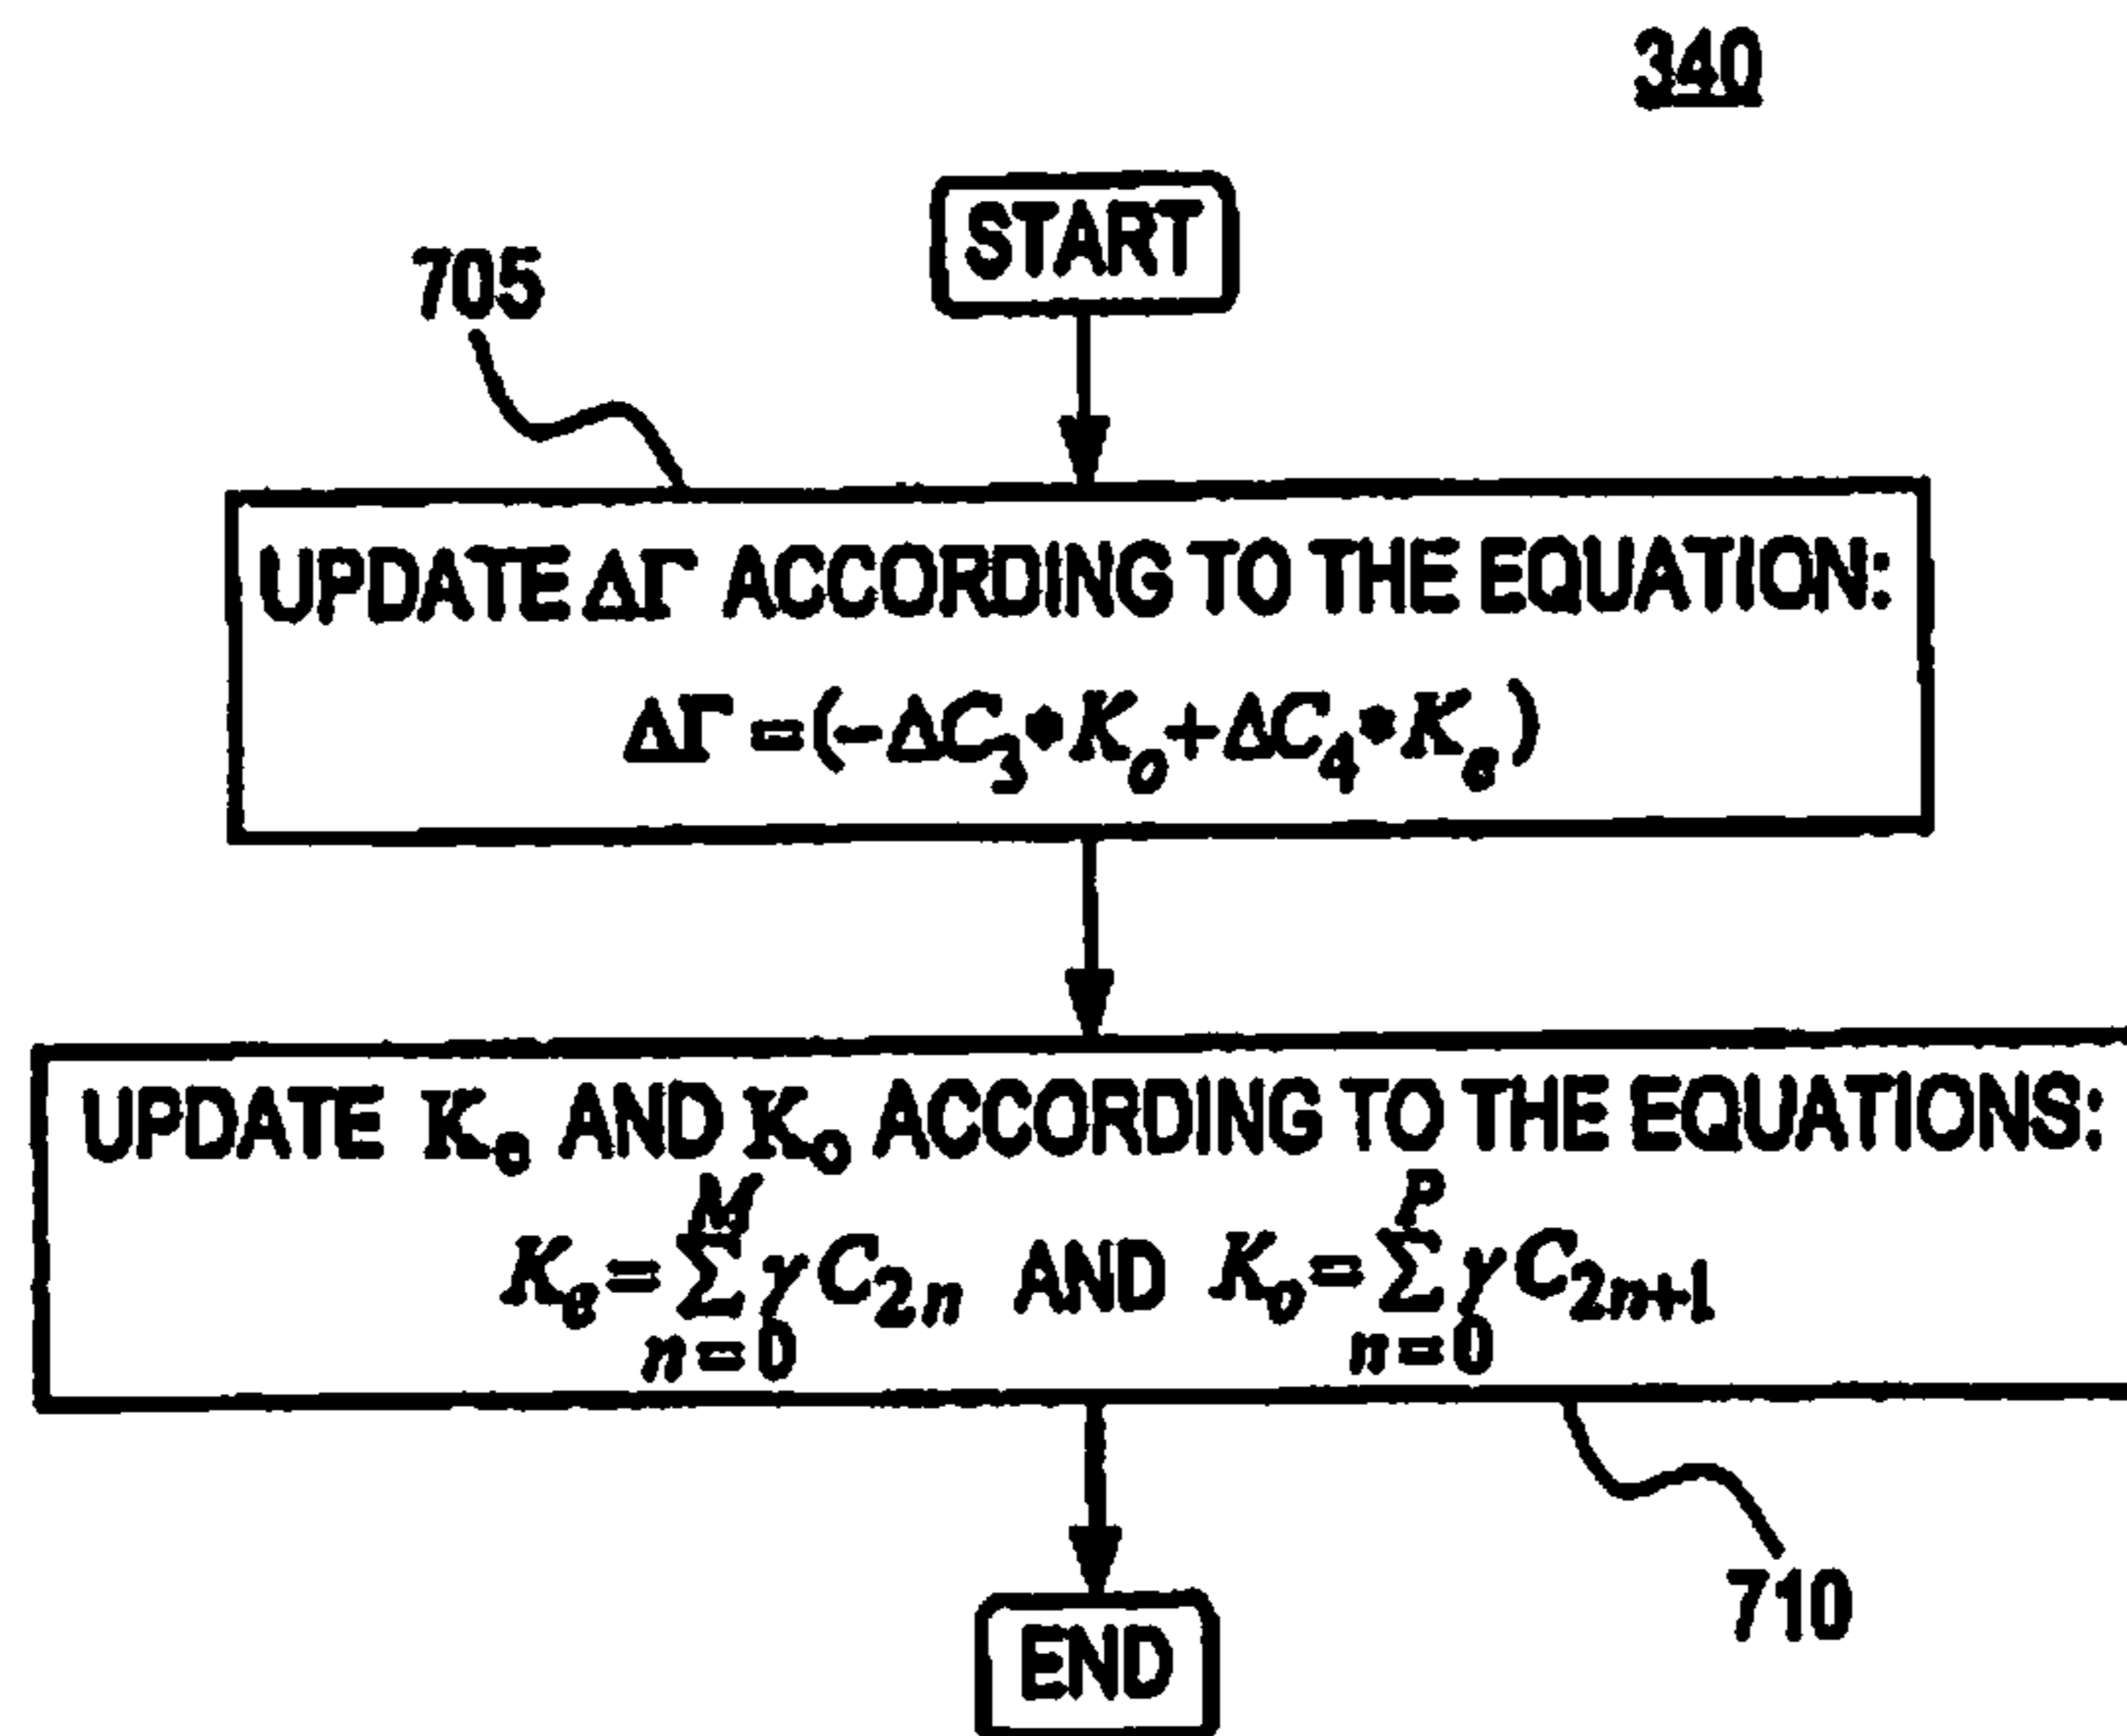 340
START
705
UPDATE ΔΓ ACCORDING TO THE EQUATION:
ΔΓ=(-ΔC₃•Kₒ+ΔC₄•Kₑ)
UPDATE Kₑ AND Kₒ ACCORDING TO THE EQUATIONS:
M P
Kₑ=∑γC₂ₙ AND Kₒ=∑γC₂ₙ₊₁
n=0 n=0
END
710